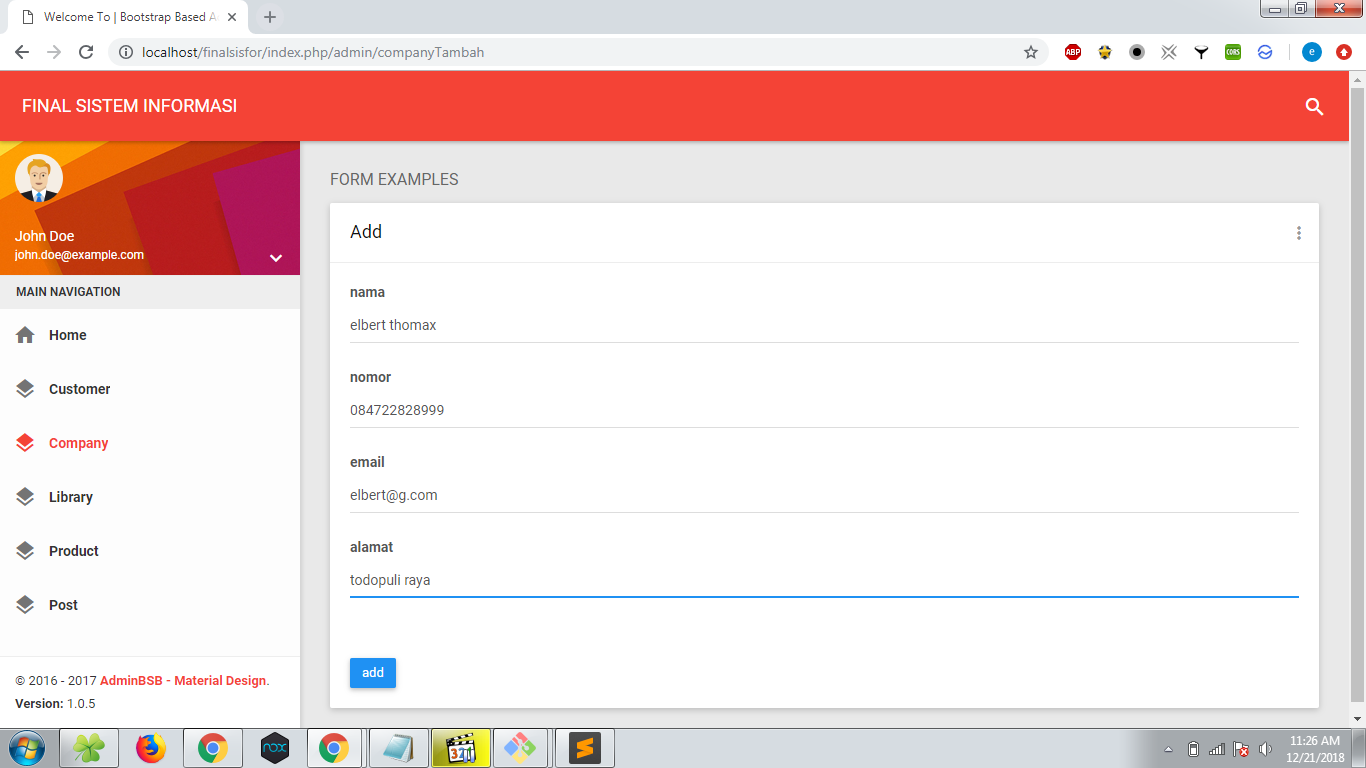 Welcome To | Bootstrap Based A
localhost/finalsisfor/index.php/admin/companyTambah
ABP
CORS
e
FINAL SISTEM INFORMASI
John Doe
john.doe@example.com
MAIN NAVIGATION
Home
Customer
Company
Library
Product
Post
© 2016 - 2017 AdminBSB - Material Design.
Version: 1.0.5
FORM EXAMPLES
Add
nama
elbert thomax
nomor
084722828999
email
elbert@g.com
alamat
todopuli raya
add
nox
321
11:26 AM
12/21/2018